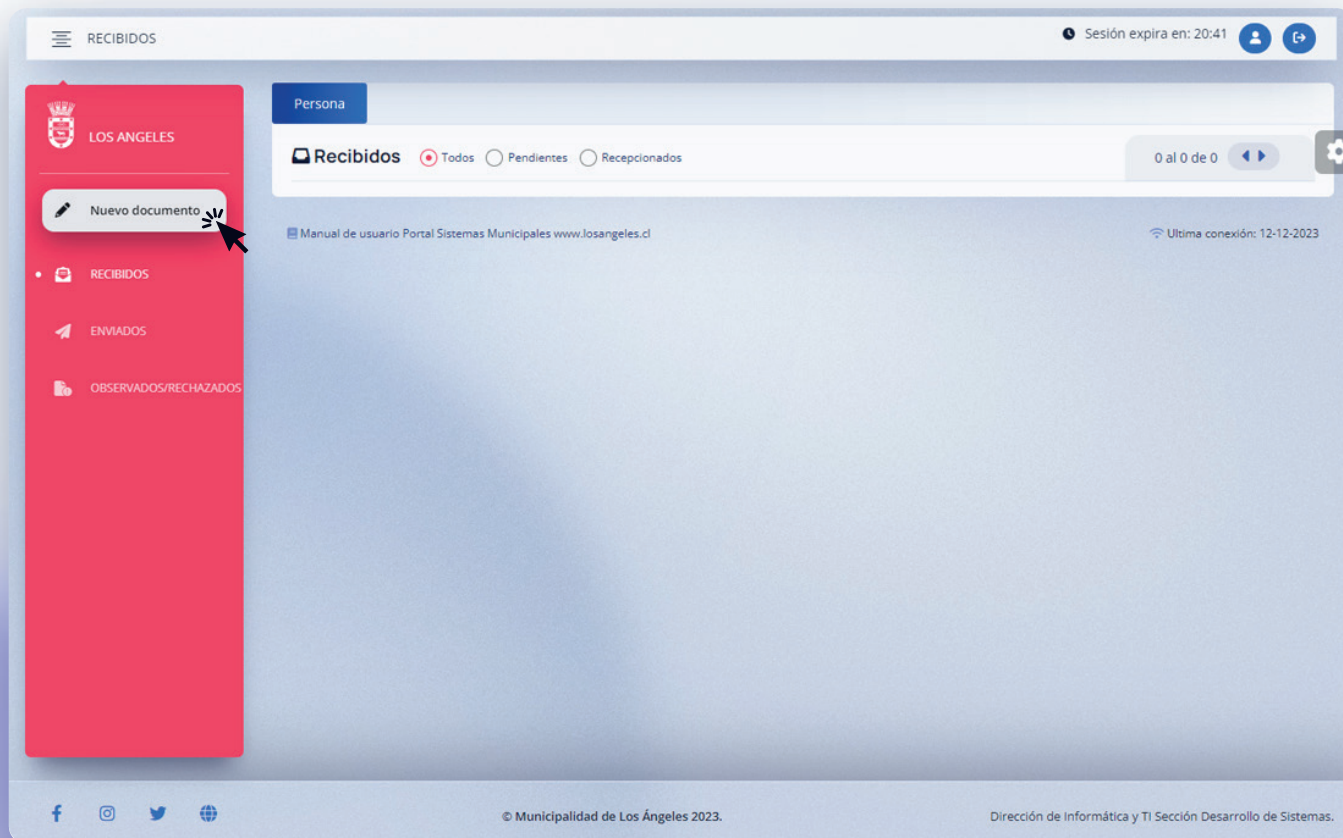 RECIBIDOS
Sesión expira en: 20:41
LOS ANGELES
Nuevo documento
RECIBIDOS
ENVIADOS
OBSERVADOS/RECHAZADOS
Persona
Recibidos Todos Pendientes Recepcionados
0 al 0 de 0
Manual de usuario Portal Sistemas Municipales www.losangeles.cl
Ultima conexión: 12-12-2023
© Municipalidad de Los Ángeles 2023.
Dirección de Informática y TI Sección Desarrollo de Sistemas.